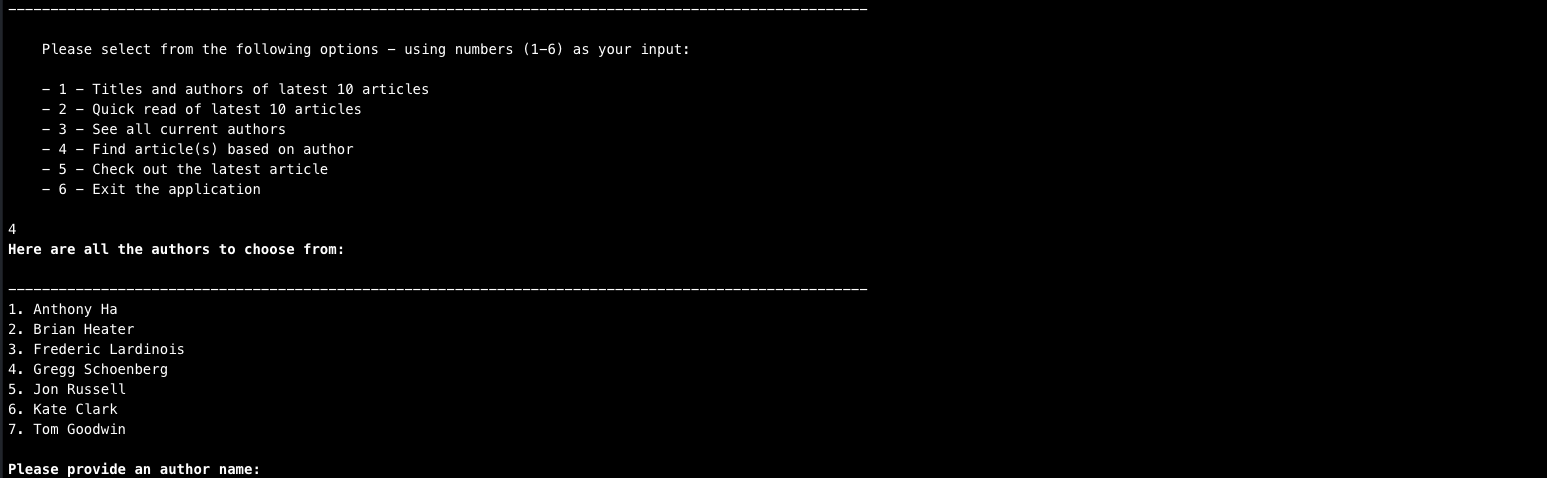 Please select from the following options – using numbers (1–6) as your input:
– 1 – Titles and authors of latest 10 articles
– 2 – Quick read of latest 10 articles
– 3 – See all current authors
– 4 – Find article(s) based on author
– 5 – Check out the latest article
– 6 – Exit the application
4
Here are all the authors to choose from:
1. Anthony Ha
2. Brian Heater
3. Frederic Lardinois
4. Gregg Schoenberg
5. Jon Russell
6. Kate Clark
7. Tom Goodwin
Please provide an author name: